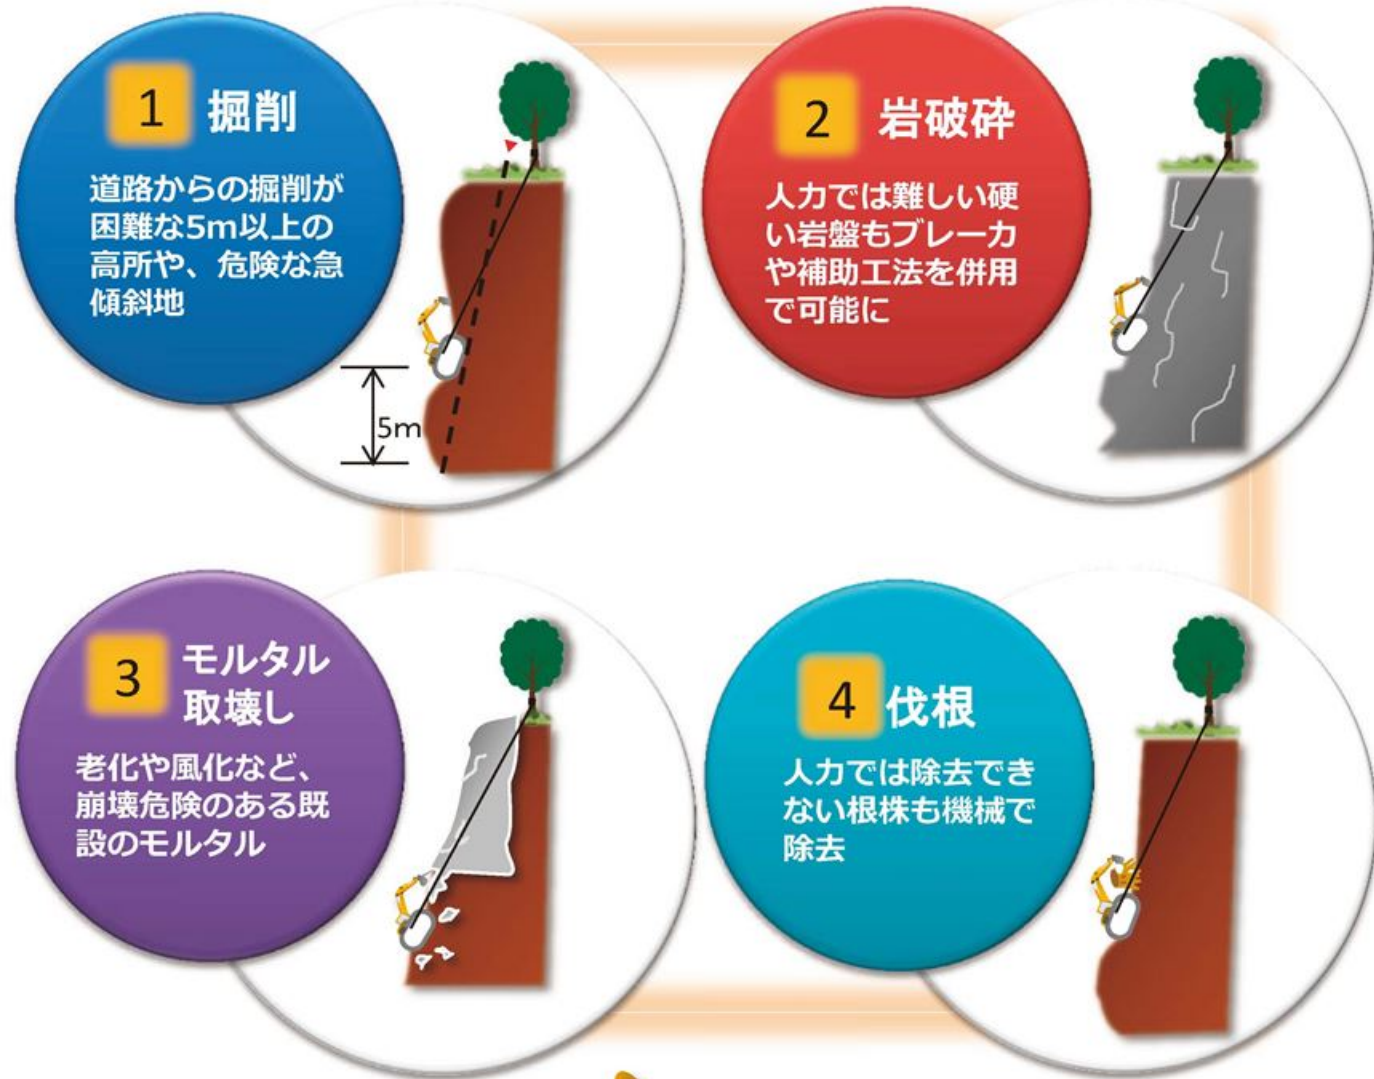 1 掘削
道路からの掘削が
困難な5m以上の
高所や、危険な急
傾斜地
5m
2 岩破砕
人力では難しい硬
い岩盤もブレーカ
や補助工法を併用
で可能に
3 モルタル
取壊し
老化や風化など、
崩壊危険のある既
設のモルタル
4 伐根
人力では除去でき
ない根株も機械で
除去